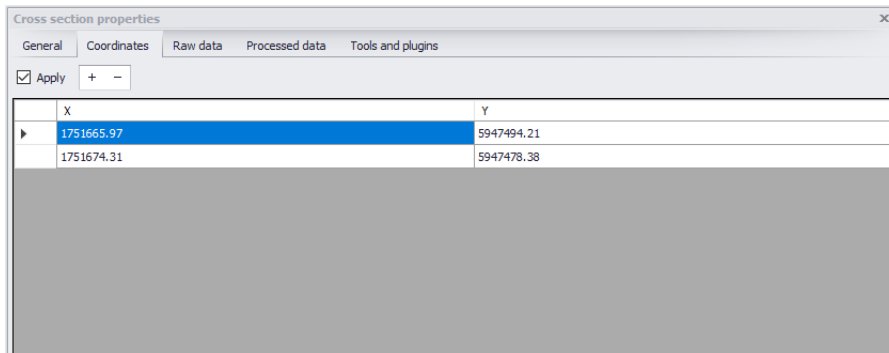 Cross section properties x
General Coordinates Raw data Processed data Tools and plugins
Apply + −
X Y
1751665.97 5947494.21
1751674.31 5947478.38